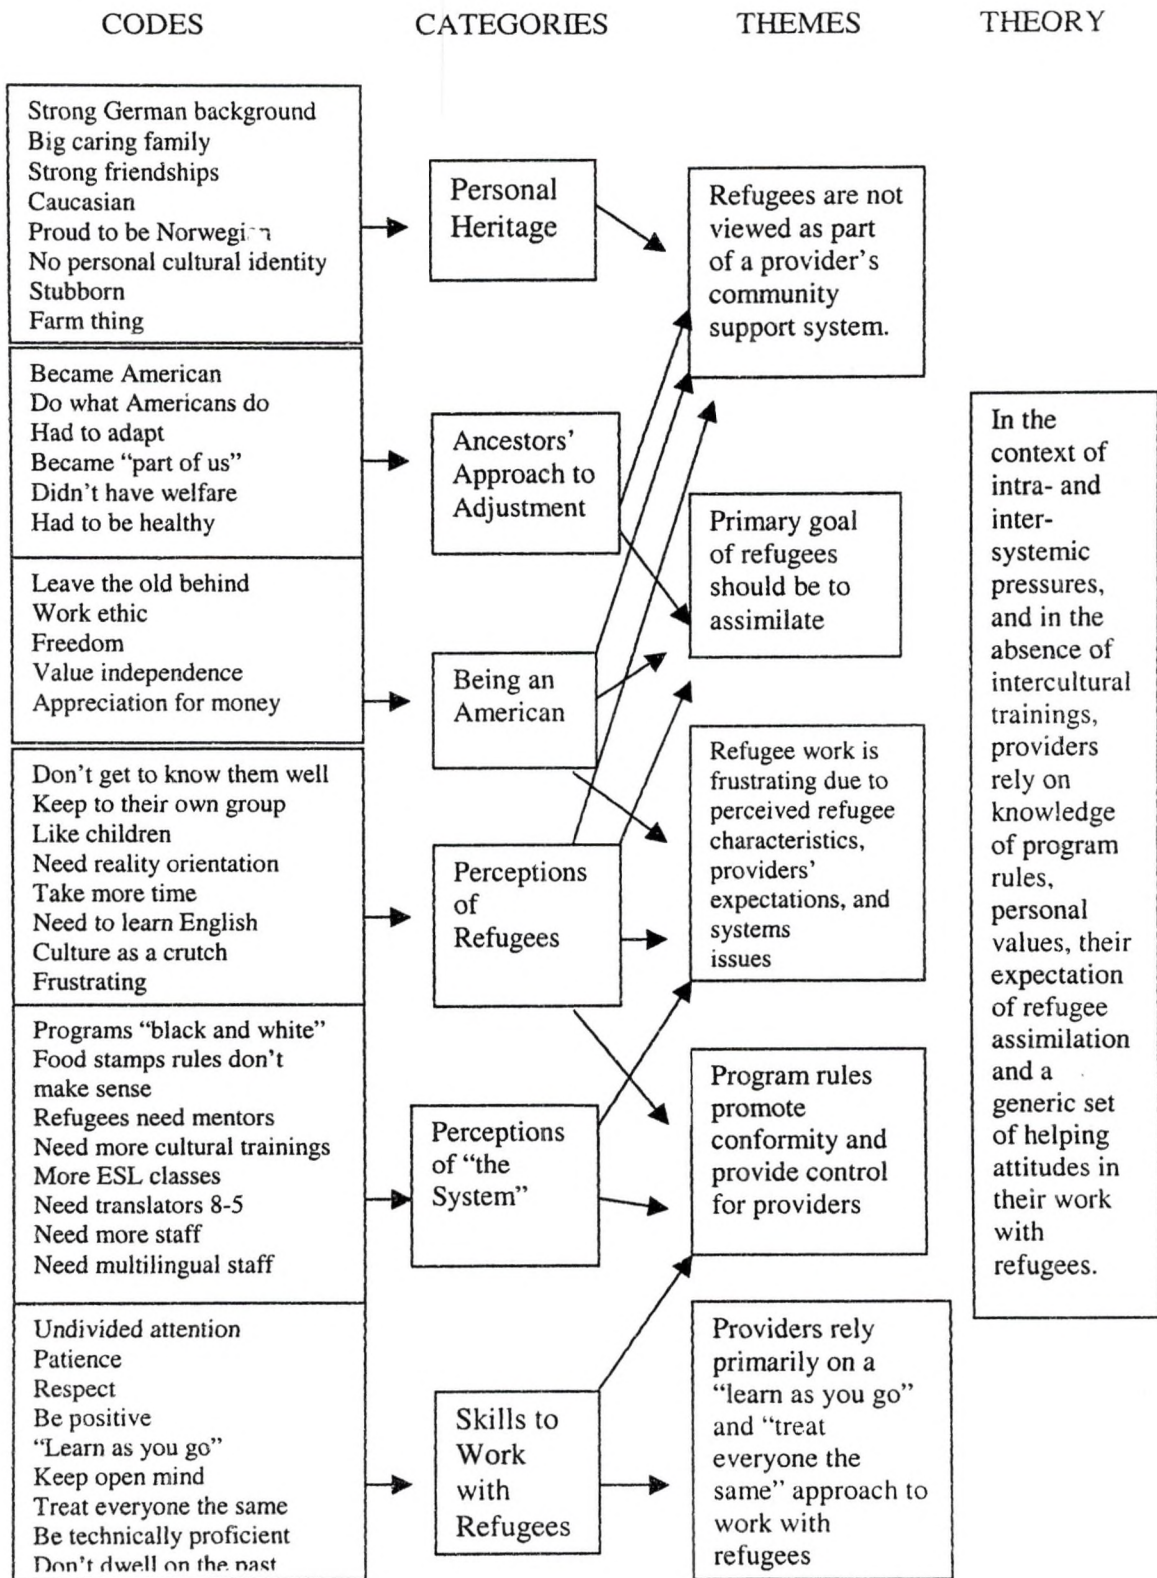 CODES CATEGORIES THEMES THEORY
Strong German background
Big caring family
Strong friendships
Caucasian
Proud to be Norwegian
No personal cultural identity
Stubborn
Farm thing
Became American
Do what Americans do
Had to adapt
Became “part of us”
Didn’t have welfare
Had to be healthy
Leave the old behind
Work ethic
Freedom
Value independence
Appreciation for money
Don’t get to know them well
Keep to their own group
Like children
Need reality orientation
Take more time
Need to learn English
Culture as a crutch
Frustrating
Programs “black and white”
Food stamps rules don’t
make sense
Refugees need mentors
Need more cultural trainings
More ESL classes
Need translators 8-5
Need more staff
Need multilingual staff
Undivided attention
Patience
Respect
Be positive
“Learn as you go”
Keep open mind
Treat everyone the same
Be technically proficient
Don’t dwell on the past
Personal
Heritage
Ancestors’
Approach to
Adjustment
Being an
American
Perceptions
of
Refugees
Perceptions
of “the
System”
Skills to
Work
with
Refugees
Refugees are not
viewed as part
of a provider’s
community
support system.
Primary goal
of refugees
should be to
assimilate
Refugee work is
frustrating due to
perceived refugee
characteristics,
providers’
expectations, and
systems
issues
Program rules
promote
conformity and
provide control
for providers
Providers rely
primarily on a
“learn as you go”
and “treat
everyone the
same” approach to
work with
refugees
In the
context of
intra- and
inter-
systemic
pressures,
and in the
absence of
intercultural
trainings,
providers
rely on
knowledge
of program
rules,
personal
values, their
expectation
of refugee
assimilation
and a
generic set
of helping
attitudes in
their work
with
refugees.